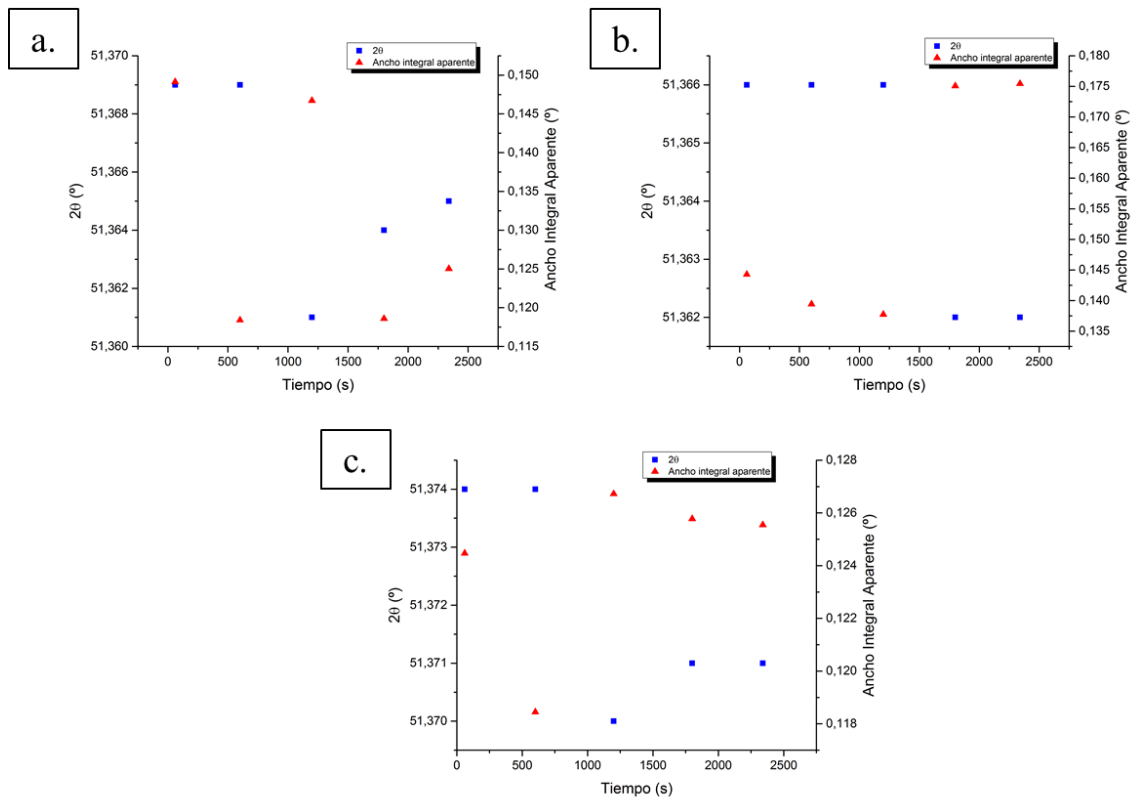 a.
2θ
Ancho integral aparente
51,370
51,368
51,366
51,364
51,362
51,360
2θ (º)
0,150
0,145
0,140
0,135
0,130
0,125
0,120
0,115
Ancho Integral Aparente (º)
0 500 1000 1500 2000 2500
Tiempo (s)
b.
2θ
Ancho integral aparente
51,366
51,365
51,364
51,363
51,362
2θ (º)
0,180
0,175
0,170
0,165
0,160
0,155
0,150
0,145
0,140
0,135
Ancho Integral Aparente (º)
0 500 1000 1500 2000 2500
Tiempo (s)
c.
2θ
Ancho integral aparente
51,374
51,373
51,372
51,371
51,370
2θ (º)
0,128
0,126
0,124
0,122
0,120
0,118
Ancho Integral Aparente (º)
0 500 1000 1500 2000 2500
Tiempo (s)